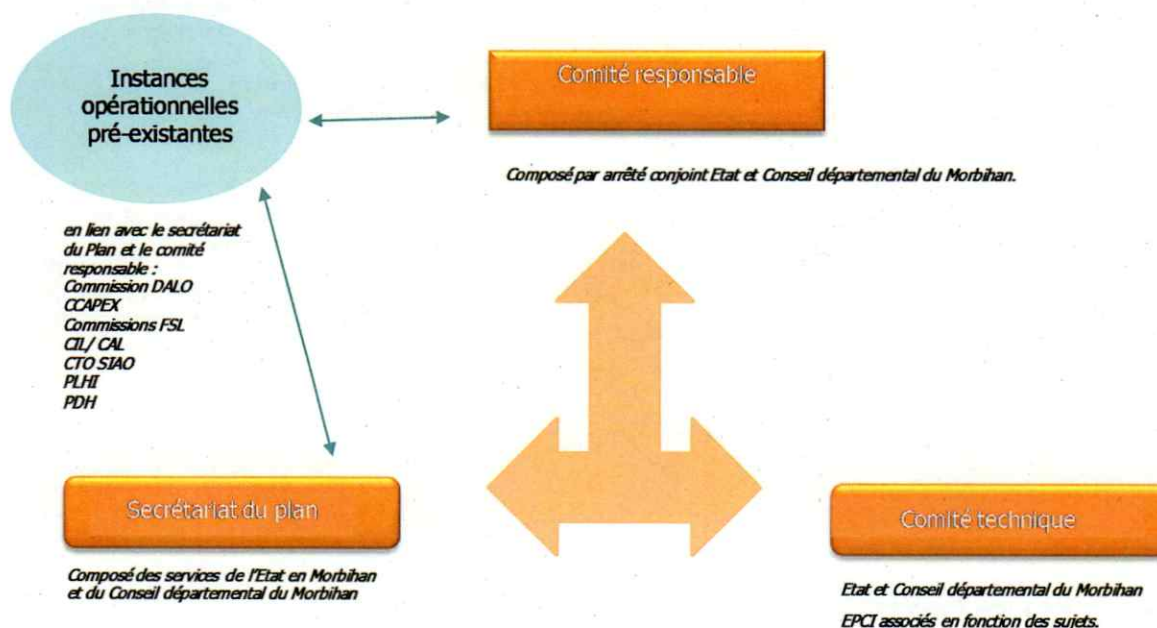 Instances
opérationnelles
pré-existantes
Comité responsable
Composé par arrêté conjoint Etat et Conseil départemental du Morbihan.
en lien avec le secrétariat
du Plan et le comité
responsable :
Commission DALO
CCAPEX
Commissions FSL
CIL/ CAL
CTO SIAO
PLHI
PDH
Secrétariat du plan
Composé des services de l'Etat en Morbihan
et du Conseil départemental du Morbihan
Comité technique
Etat et Conseil départemental du Morbihan
EPCI associés en fonction des sujets.